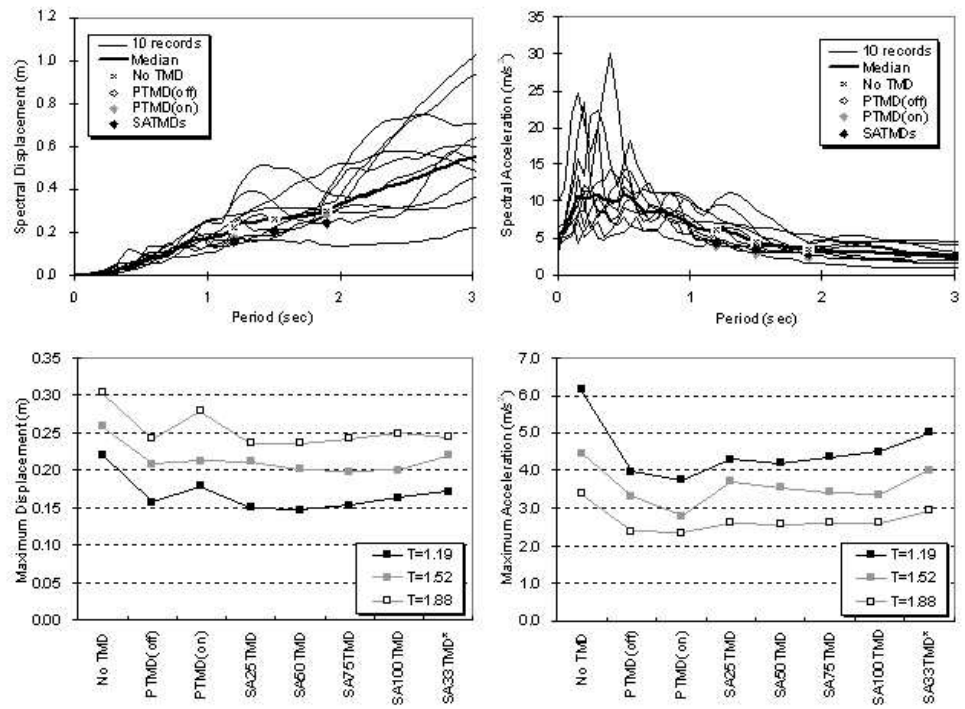 1.2
1.0
0.8
0.6
0.4
0.2
0.0
Spectral Displacement (m)
10 records
Median
No TMD
PTMD(off)
PTMD(on)
SATMDs
0 1 2 3
Period (sec)
35
30
25
20
15
10
5
0
Spectral Acceleration (m/s²)
10 records
Median
No TMD
PTMD(off)
PTMD(on)
SATMDs
0 1 2 3
Period (sec)
0.35
0.30
0.25
0.20
0.15
0.10
0.05
0.00
Maximum Displacement (m)
T=1.19
T=1.52
T=1.88
No TMD
PTMD(off)
PTMD(on)
SA25TMD
SA50TMD
SA75TMD
SA100TMD
SA33TMD*
7.0
6.0
5.0
4.0
3.0
2.0
1.0
0.0
Maximum Acceleration (m/s²)
T=1.19
T=1.52
T=1.88
No TMD
PTMD(off)
PTMD(on)
SA25TMD
SA50TMD
SA75TMD
SA100TMD
SA33TMD*